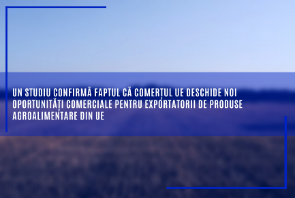 UN STUDIU CONFIRMĂ FAPTUL CĂ COMERȚUL UE DESCHIDE NOI
OPORTUNITĂȚI COMERCIALE PENTRU EXPORTATORII DE PRODUSE
AGROALIMENTARE DIN UE